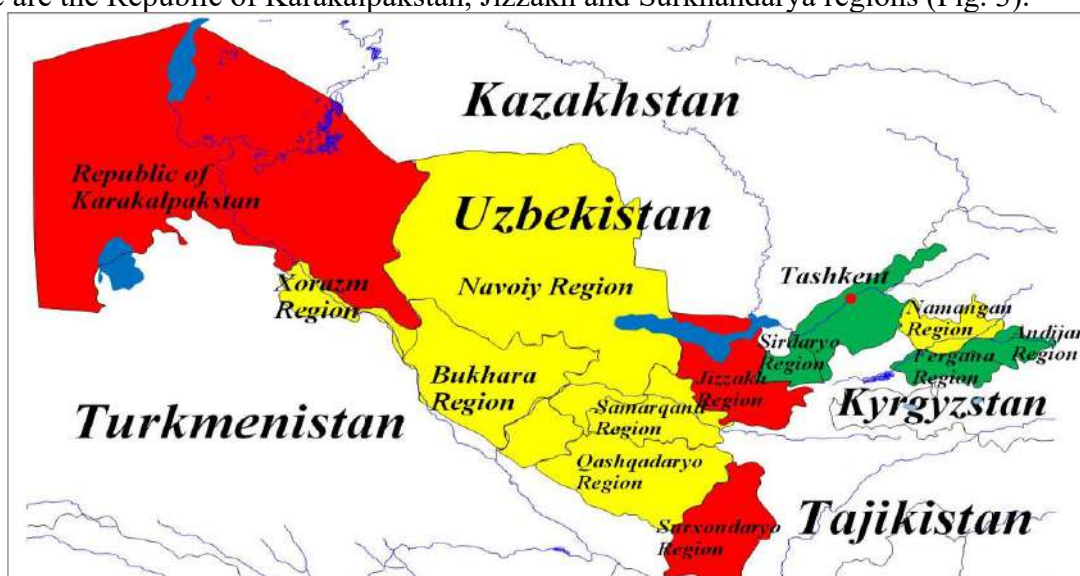 e are the Republic of Karakalpakstan, Jizzakh and Surkhandarya regions (Fig. 3).
Kazakhstan
Republic of
Karakalpakstan
Uzbekistan
Tashkent
Xorazm
Region
Navoiy Region
Namangan
Region
Andijan
Region
Sirdaryo
Region
Fergana
Region
Bukhara
Region
Jizzakh
Region
Kyrgyzstan
Turkmenistan
Samarqand
Region
Qashqadaryo
Region
Surxondaryo
Region
Tajikistan